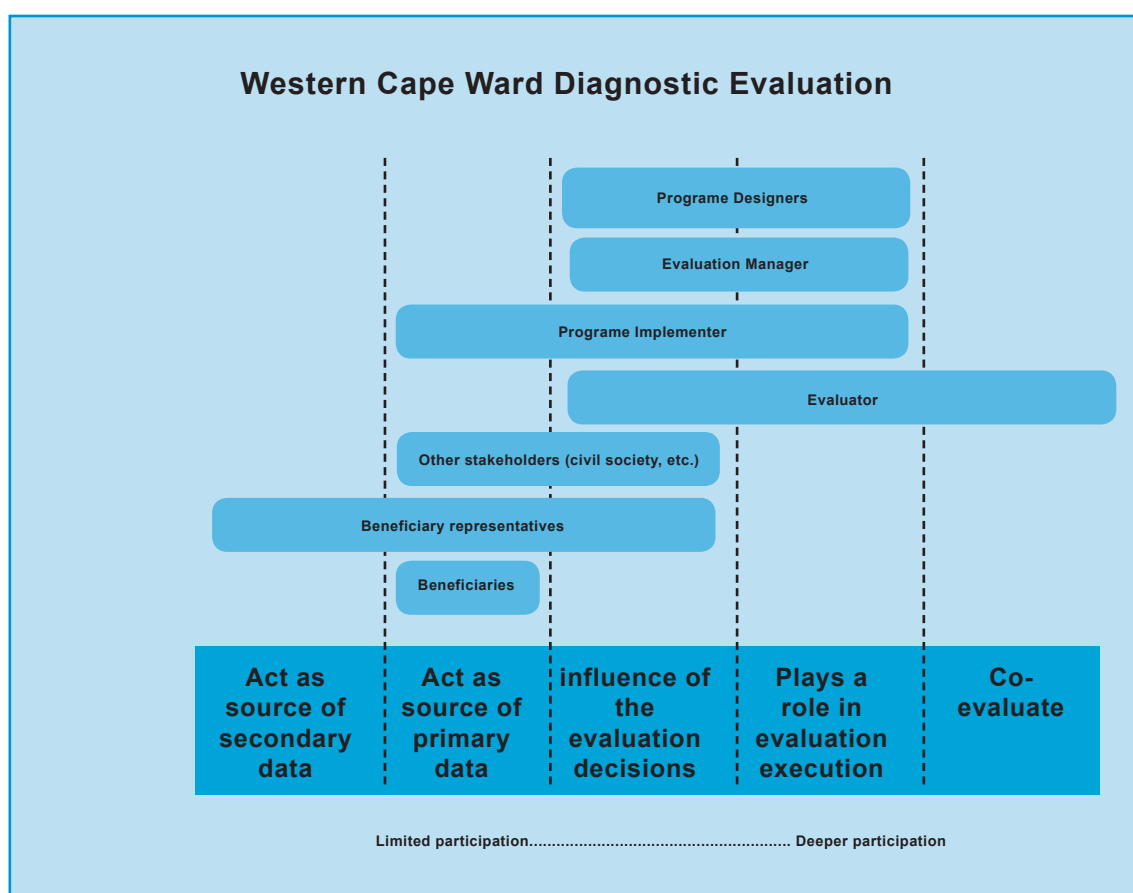 Western Cape Ward Diagnostic Evaluation
Programe Designers
Evaluation Manager
Programe Implementer
Evaluator
Other stakeholders (civil society, etc.)
Beneficiary representatives
Beneficiaries
Act as
source of
secondary
data
Act as
source of
primary
data
influence of
the
evaluation
decisions
Plays a
role in
evaluation
execution
Co-
evaluate
Limited participation.......................................................... Deeper participation